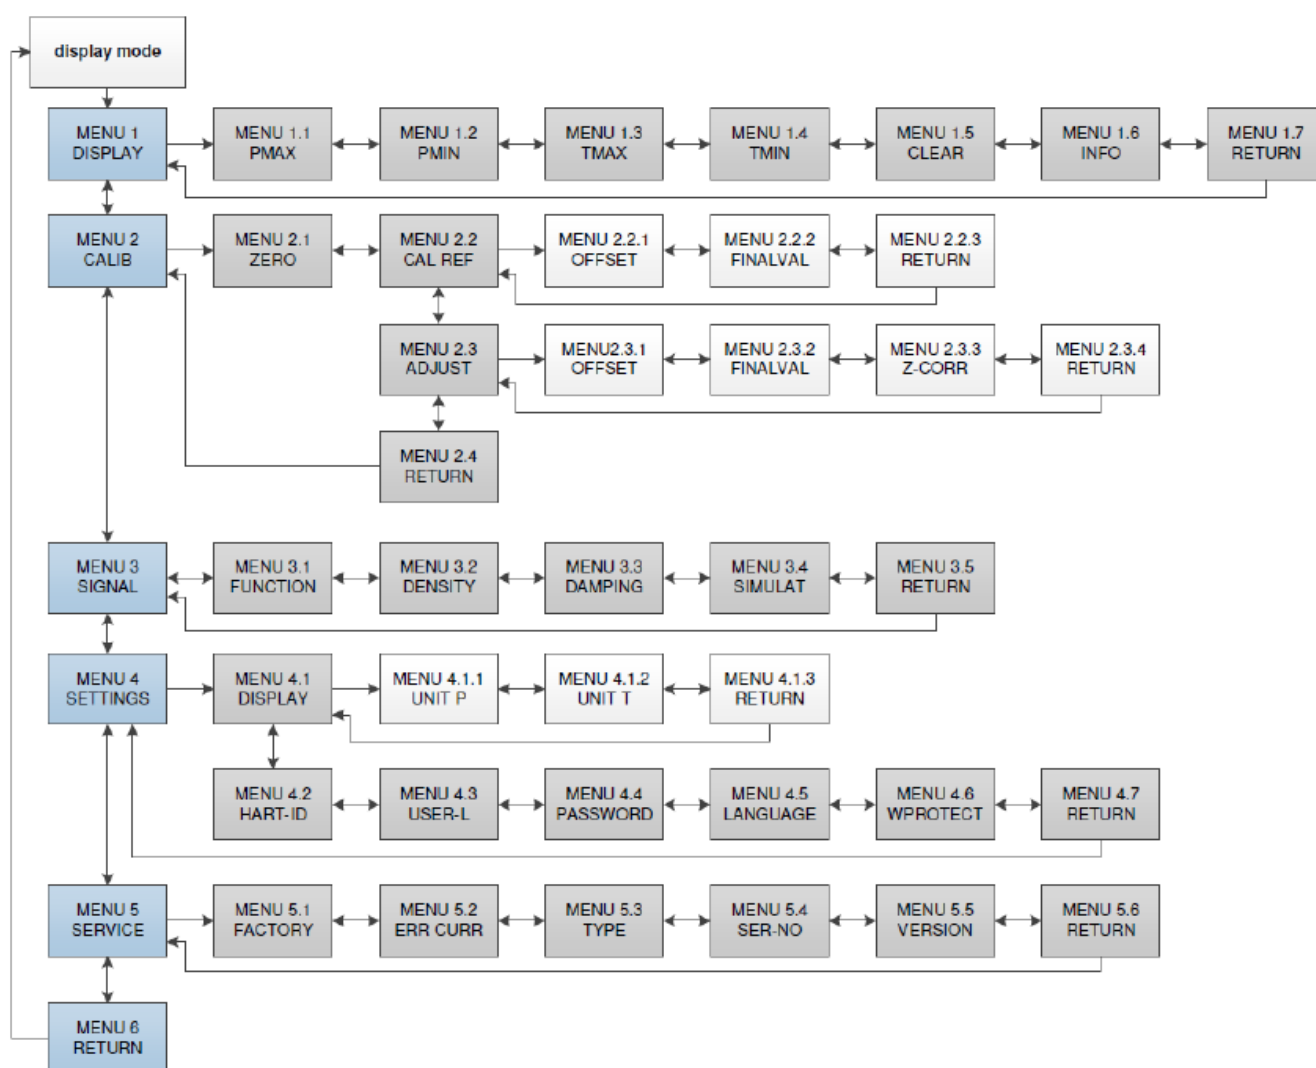 display mode
MENU 1
DISPLAY
MENU 1.1
PMAX
MENU 1.2
PMIN
MENU 1.3
TMAX
MENU 1.4
TMIN
MENU 1.5
CLEAR
MENU 1.6
INFO
MENU 1.7
RETURN
MENU 2
CALIB
MENU 2.1
ZERO
MENU 2.2
CAL REF
MENU 2.2.1
OFFSET
MENU 2.2.2
FINALVAL
MENU 2.2.3
RETURN
MENU 2.3
ADJUST
MENU2.3.1
OFFSET
MENU 2.3.2
FINALVAL
MENU 2.3.3
Z-CORR
MENU 2.3.4
RETURN
MENU 2.4
RETURN
MENU 3
SIGNAL
MENU 3.1
FUNCTION
MENU 3.2
DENSITY
MENU 3.3
DAMPING
MENU 3.4
SIMULAT
MENU 3.5
RETURN
MENU 4
SETTINGS
MENU 4.1
DISPLAY
MENU 4.1.1
UNIT P
MENU 4.1.2
UNIT T
MENU 4.1.3
RETURN
MENU 4.2
HART-ID
MENU 4.3
USER-L
MENU 4.4
PASSWORD
MENU 4.5
LANGUAGE
MENU 4.6
WPROTECT
MENU 4.7
RETURN
MENU 5
SERVICE
MENU 5.1
FACTORY
MENU 5.2
ERR CURR
MENU 5.3
TYPE
MENU 5.4
SER-NO
MENU 5.5
VERSION
MENU 5.6
RETURN
MENU 6
RETURN